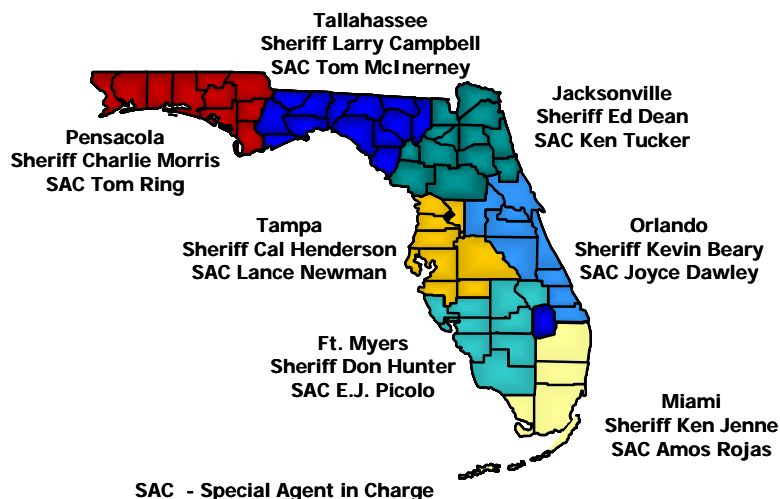 Tallahassee
Sheriff Larry Campbell
SAC Tom McInerney
Jacksonville
Sheriff Ed Dean
SAC Ken Tucker
Pensacola
Sheriff Charlie Morris
SAC Tom Ring
Tampa
Sheriff Cal Henderson
SAC Lance Newman
Orlando
Sheriff Kevin Beary
SAC Joyce Dawley
Ft. Myers
Sheriff Don Hunter
SAC E.J. Picolo
Miami
Sheriff Ken Jenne
SAC Amos Rojas
SAC - Special Agent in Charge